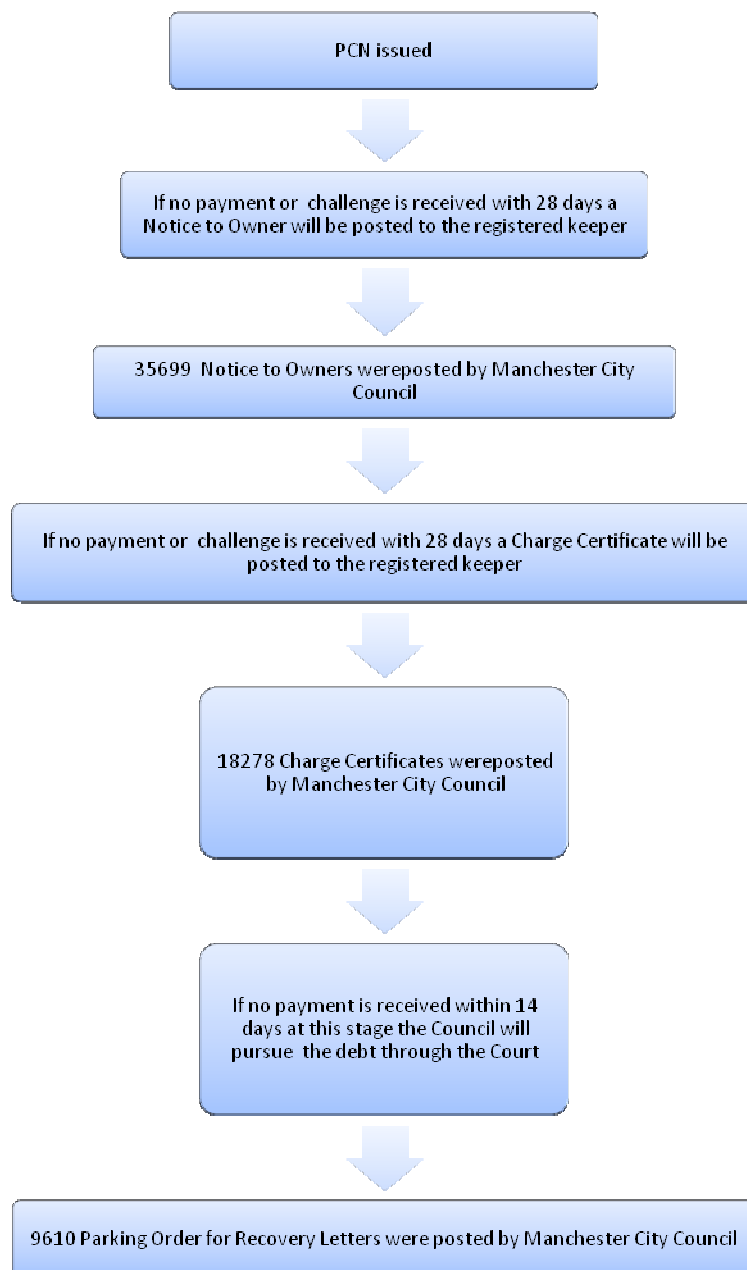 PCN issued
If no payment or challenge is received with 28 days a
Notice to Owner will be posted to the registered keeper
35699 Notice to Owners wereposted by Manchester City
Council
If no payment or challenge is received with 28 days a Charge Certificate will be
posted to the registered keeper
18278 Charge Certificates wereposted
by Manchester City Council
If no payment is received within 14
days at this stage the Council will
pursue the debt through the Court
9610 Parking Order for Recovery Letters were posted by Manchester City Council